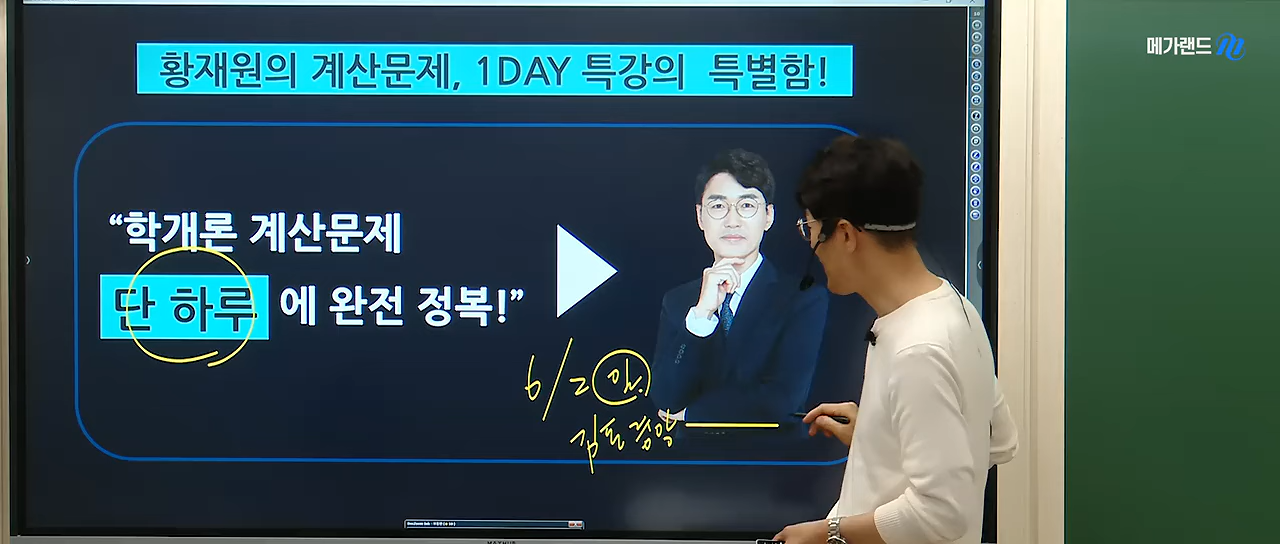 메가랜드
황재원의 계산문제, 1DAY 특강의 특별함!
“학개론 계산문제
단 하루에 완전 정복!”
6/2 일.